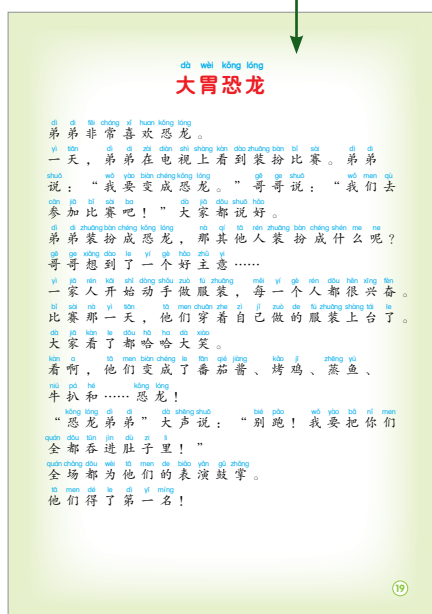 dà wèi kǒng lóng
大胃恐龙
dì di fēi cháng xǐ huan kǒng lóng
弟弟非常喜欢恐龙。
yì tiān dì di zài diàn shì shàng kàn dào zhuāng bàn bǐ sài dì di
一天，弟弟在电视上看到装扮比赛。弟弟
shuō wǒ yào biàn chéng kǒng lóng gē ge shuō wǒ men qù
说：“我要变成恐龙。”哥哥说：“我们去
cān jiā bǐ sài ba dà jiā dōu shuō hǎo
参加比赛吧！”大家都说好。
dì di zhuāng bàn chéng kǒng lóng nà qí tā rén zhuāng bàn chéng shén me ne
弟弟装扮成恐龙，那其他人装扮成什么呢？
gē ge xiǎng dào le yí gè hǎo zhǔ yi
哥哥想到了一个好主意……
yì jiā rén kāi shǐ dòng shǒu zuò fú zhuāng měi yí gè rén dōu hěn xīng fèn
一家人开始动手做服装，每一个人都很兴奋。
bǐ sài nà yì tiān tā men chuān zhe zì jǐ zuò de fú zhuāng shàng tái le
比赛那一天，他们穿着自己做的服装上台了。
dà jiā kàn le dōu hā ha dà xiào
大家看了都哈哈大笑。
kàn a tā men biàn chéng le fān qié jiàng kǎo jī zhēng yú
看啊，他们变成了番茄酱、烤鸡、蒸鱼、
niú pá hé kǒng lóng
牛扒和……恐龙！
kǒng lóng dì di dà shēng shuō bié pǎo wǒ yào bǎ nǐ men
“恐龙弟弟”大声说：“别跑！我要把你们
quán dōu tūn jìn dù zi lǐ
全都吞进肚子里！”
quán chǎng dōu wèi tā men de biǎo yǎn gǔ zhǎng
全场都为他们的表演鼓掌。
tā men dé le dì yī míng
他们得了第一名！
19